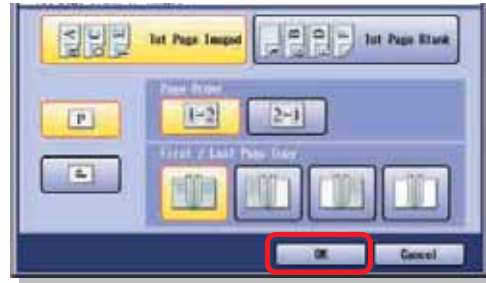 1st Page Imaged
1st Page Blank
P
Page Order
1-2
2-1
First / Last Page Copy
OK
Cancel